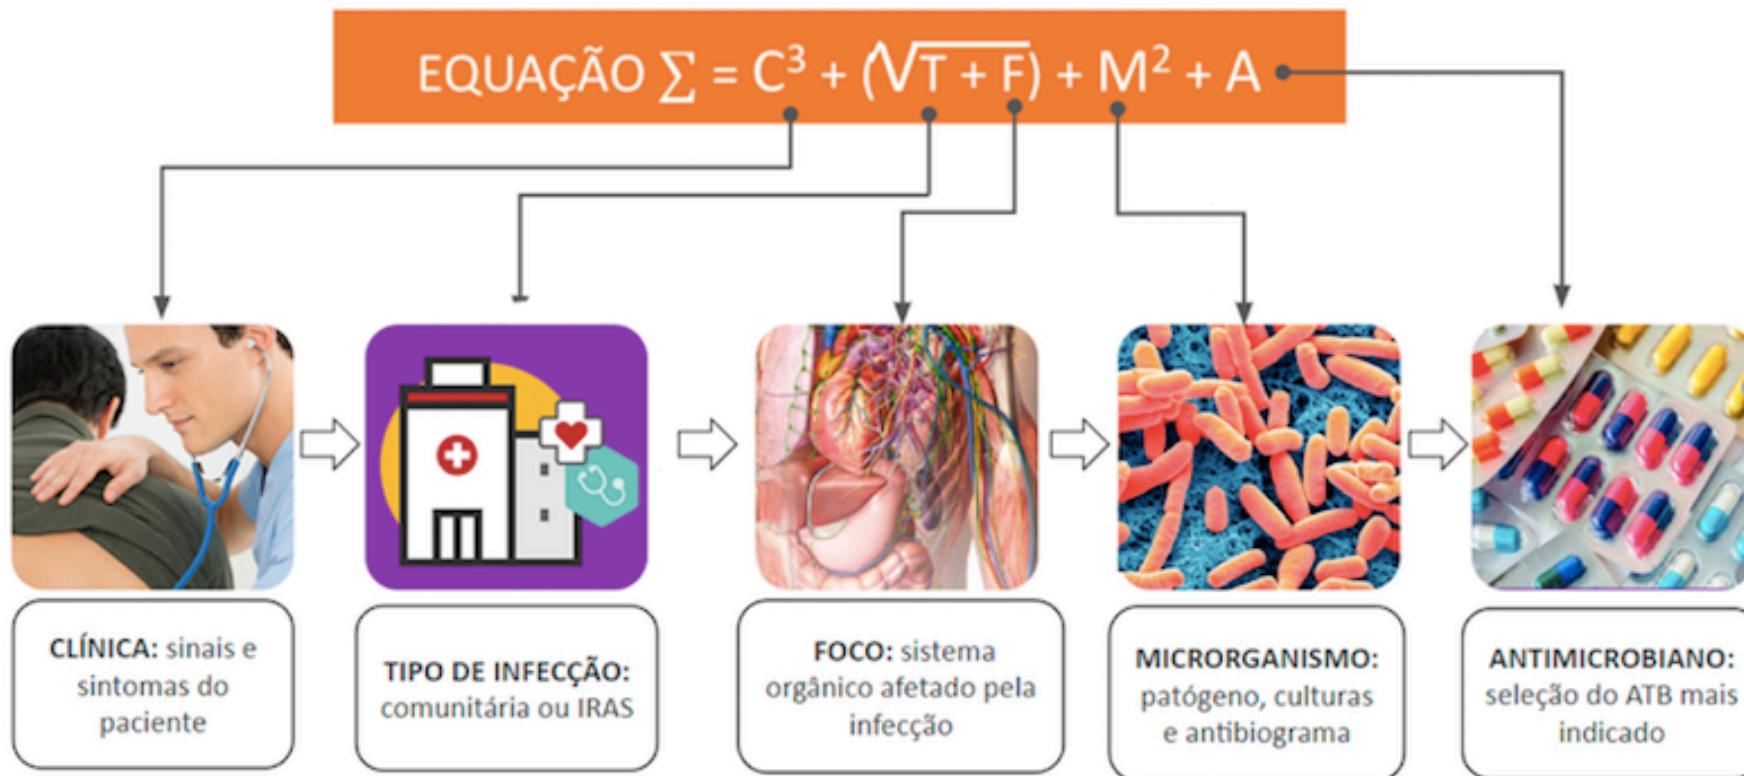 EQUAÇÃO ∑ = C³ + (√T + F) + M² + A
CLÍNICA: sinais e
sintomas do
paciente
TIPO DE INFECÇÃO:
comunitária ou IRAS
FOCO: sistema
orgânico afetado pela
infecção
MICRORGANISMO:
patógeno, culturas
e antibiograma
ANTIMICROBIANO:
seleção do ATB mais
indicado